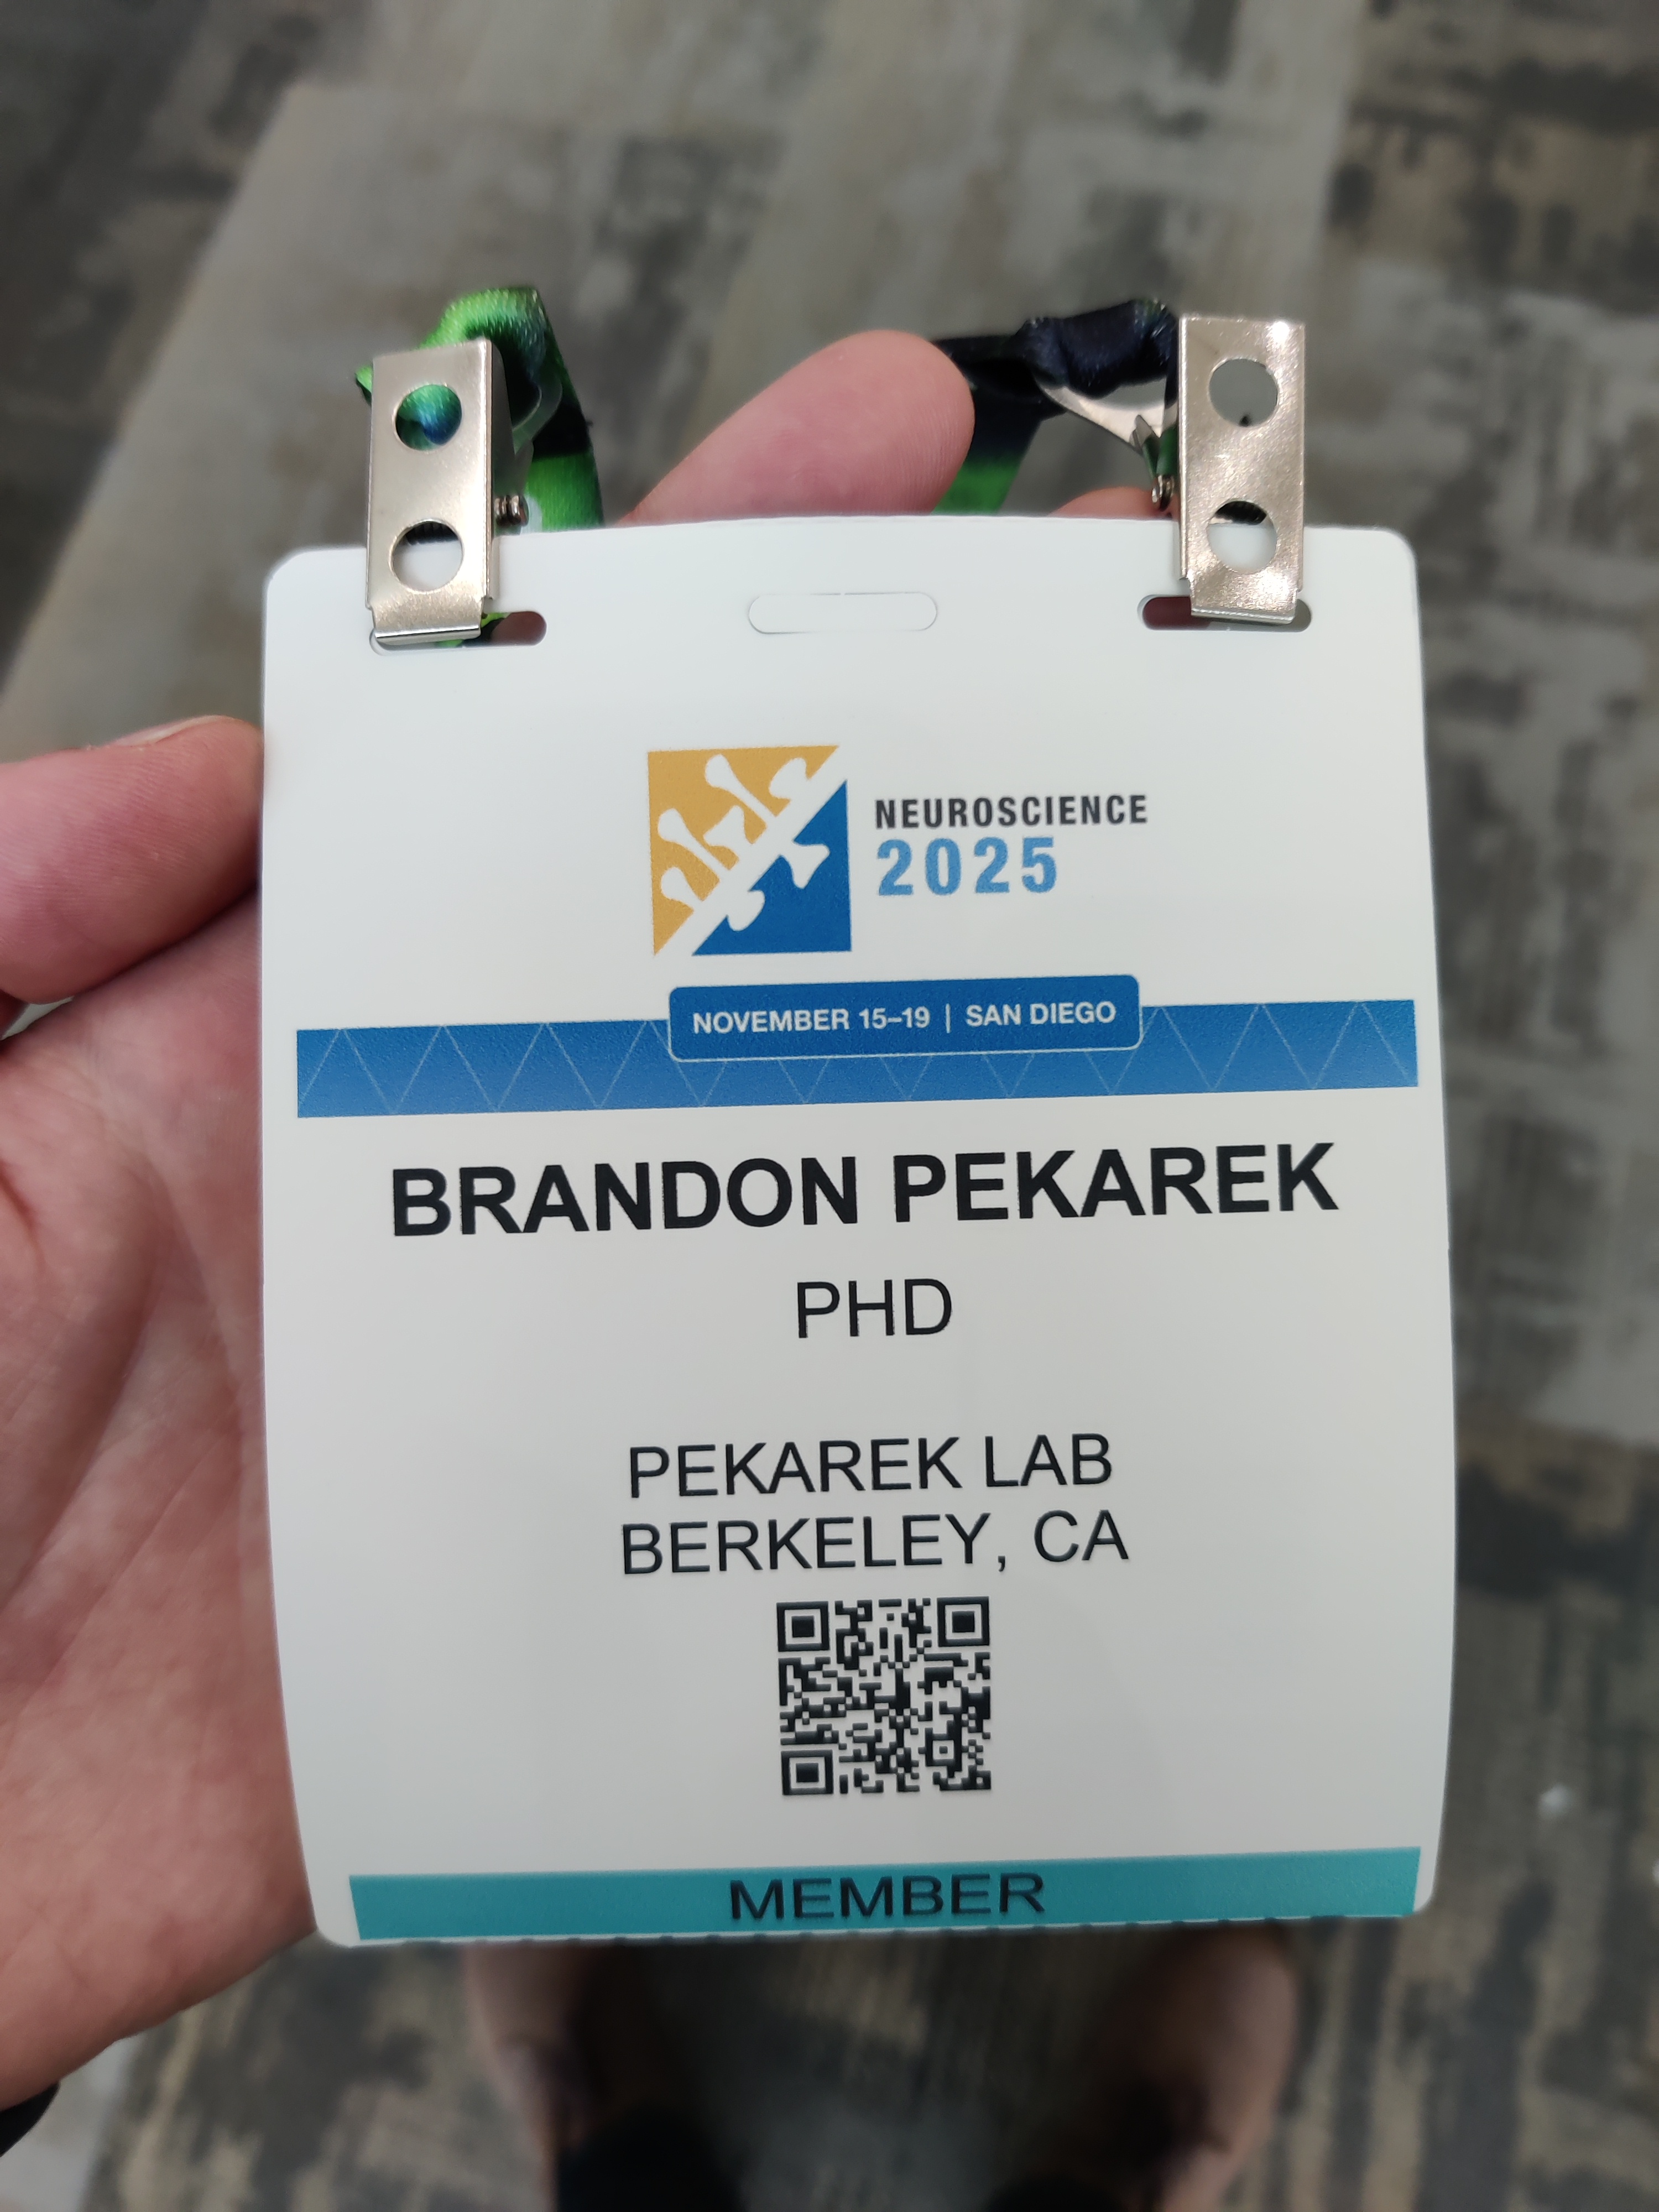 NEUROSCIENCE
2025
NOVEMBER 15–19 | SAN DIEGO
BRANDON PEKAREK
PHD
PEKAREK LAB
BERKELEY, CA
MEMBER